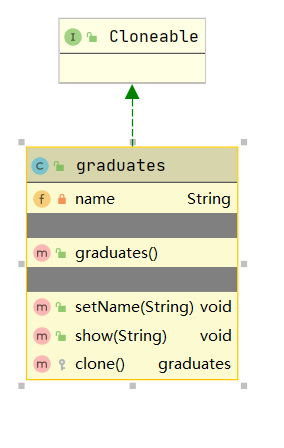 I Cloneable
c graduates
f name String
m graduates()
m setName(String) void
m show(String) void
m clone() graduates